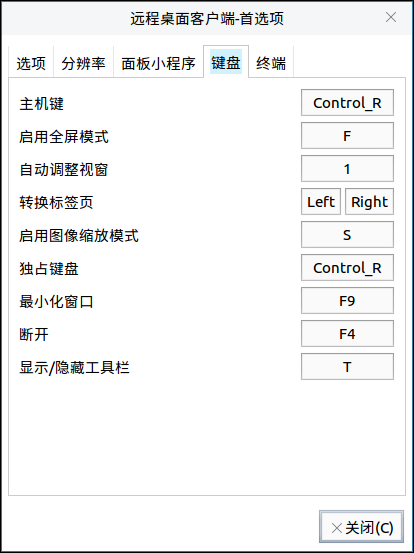 远程桌面客户端-首选项
选项 分辨率 面板小程序 键盘 终端
主机键 Control_R
启用全屏模式 F
自动调整视窗 1
转换标签页 Left Right
启用图像缩放模式 S
独占键盘 Control_R
最小化窗口 F9
断开 F4
显示/隐藏工具栏 T
关闭(C)